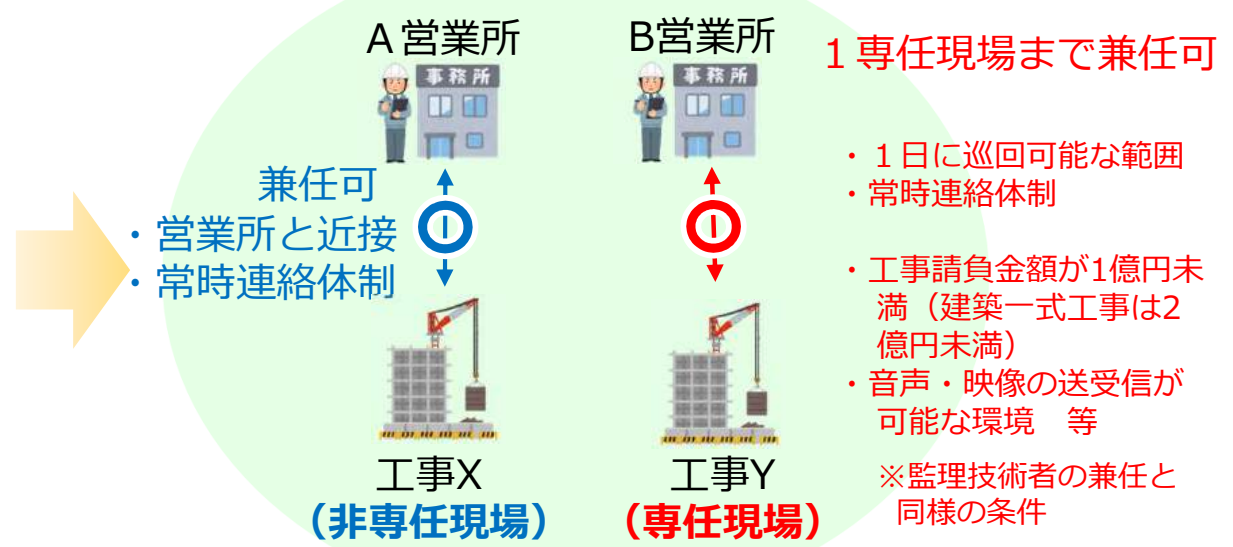 A営業所
事務所
兼任可
・営業所と近接
・常時連絡体制
工事X
（非専任現場）
B営業所
事務所
工事Y
（専任現場）
１専任現場まで兼任可
・１日に巡回可能な範囲
・常時連絡体制
・工事請負金額が1億円未
満（建築一式工事は2
億円未満）
・音声・映像の送受信が
可能な環境　等
※監理技術者の兼任と
同様の条件